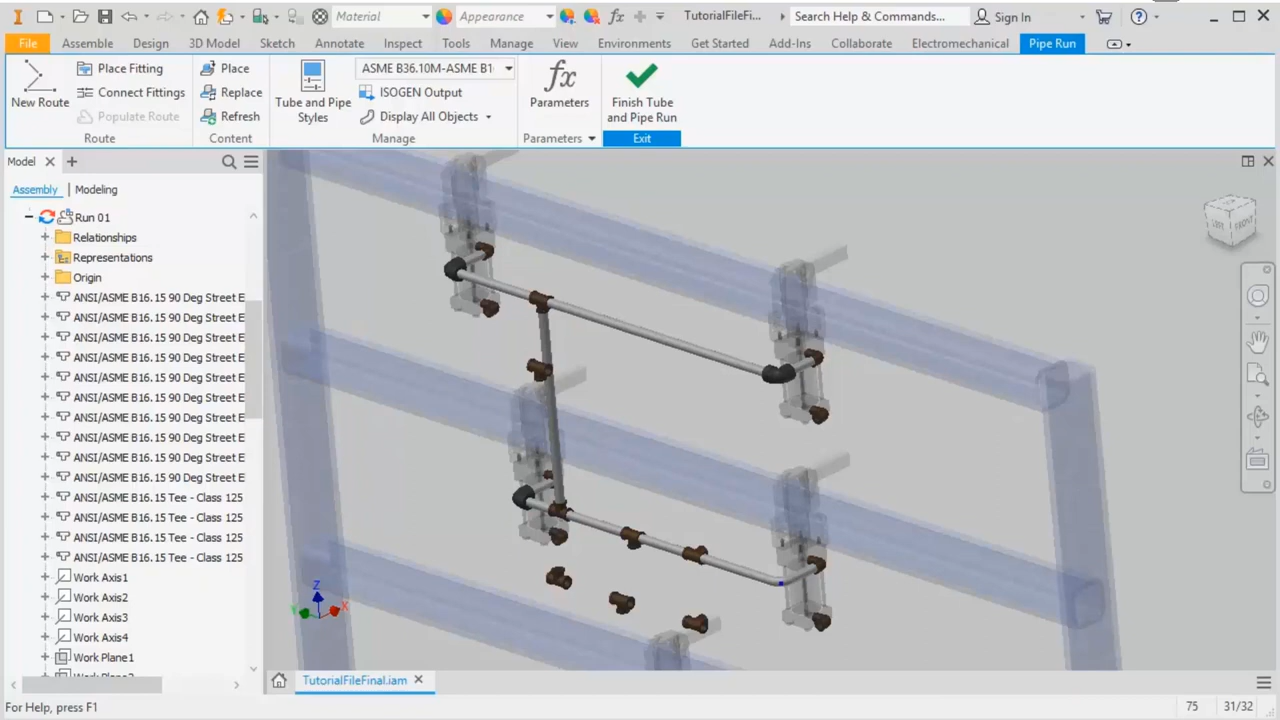 Material
Appearance
TutorialFileFi...
Search Help & Commands...
Sign In
File
Assemble
Design
3D Model
Sketch
Annotate
Inspect
Tools
Manage
View
Environments
Get Started
Add-Ins
Collaborate
Electromechanical
Pipe Run
New Route
Place Fitting
Connect Fittings
Populate Route
Route
Place
Replace
Refresh
Content
Tube and Pipe
Styles
ASME B36.10M-ASME B1
ISOGEN Output
Display All Objects
Manage
fx
Parameters
Parameters
Finish Tube
and Pipe Run
Exit
Model
Assembly
Modeling
Run 01
Relationships
Representations
Origin
ANSI/ASME B16.15 90 Deg Street E
ANSI/ASME B16.15 90 Deg Street E
ANSI/ASME B16.15 90 Deg Street E
ANSI/ASME B16.15 90 Deg Street E
ANSI/ASME B16.15 90 Deg Street E
ANSI/ASME B16.15 90 Deg Street E
ANSI/ASME B16.15 90 Deg Street E
ANSI/ASME B16.15 90 Deg Street E
ANSI/ASME B16.15 90 Deg Street E
ANSI/ASME B16.15 90 Deg Street E
ANSI/ASME B16.15 Tee - Class 125
ANSI/ASME B16.15 Tee - Class 125
ANSI/ASME B16.15 Tee - Class 125
ANSI/ASME B16.15 Tee - Class 125
Work Axis1
Work Axis2
Work Axis3
Work Axis4
Work Plane1
Z
Y
X
TutorialFileFinal.iam
For Help, press F1
75
31/32